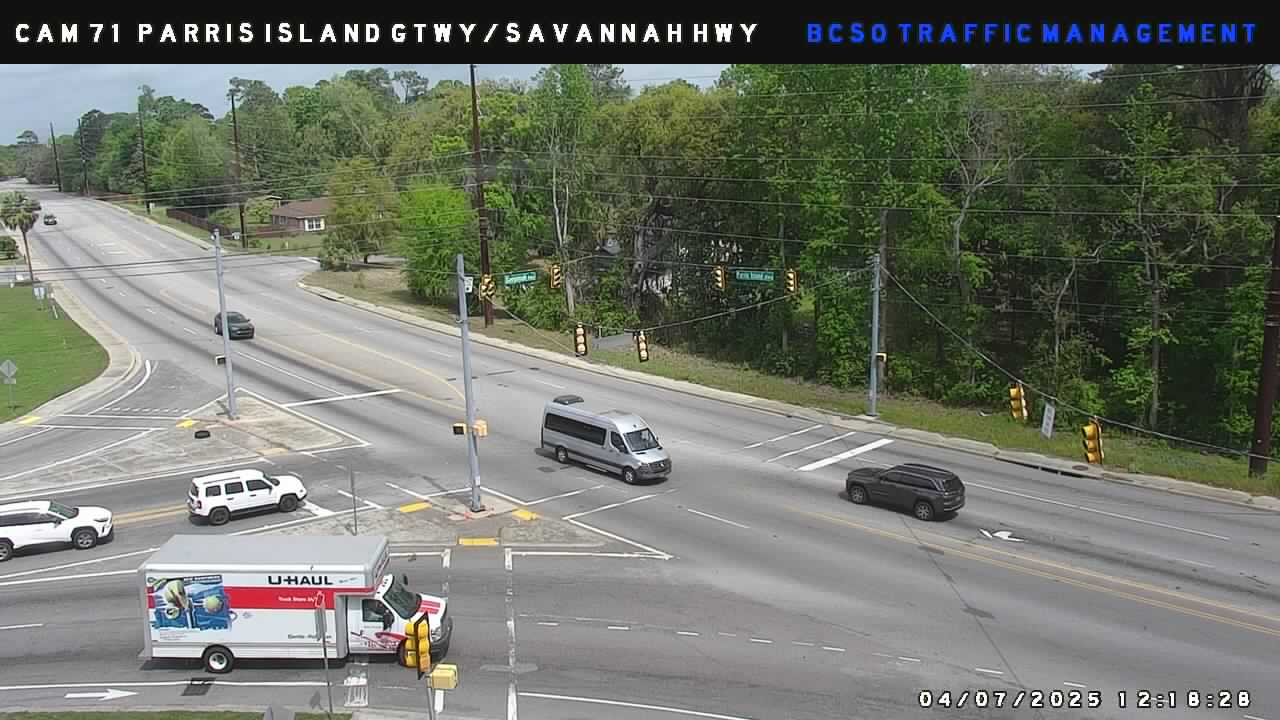 CAM 71 PARRIS ISLAND GTWY/SAVANNAH HWY
BCSO TRAFFIC MANAGEMENT
U-HAUL
04/07/2025 12:18:28